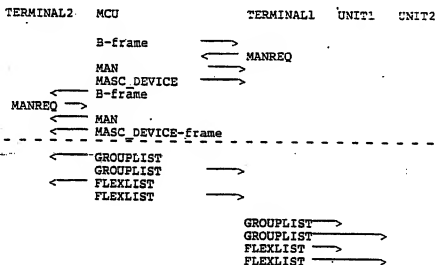 TERMINAL2 MCU TERMINAL1 UNIT1 UNIT2
B-frame
MANREQ
MAN
MASC_DEVICE
B-frame
MANREQ
MAN
MASC_DEVICE-frame
GROUPLIST
GROUPLIST
FLEXLIST
FLEXLIST
GROUPLIST
GROUPLIST
FLEXLIST
FLEXLIST